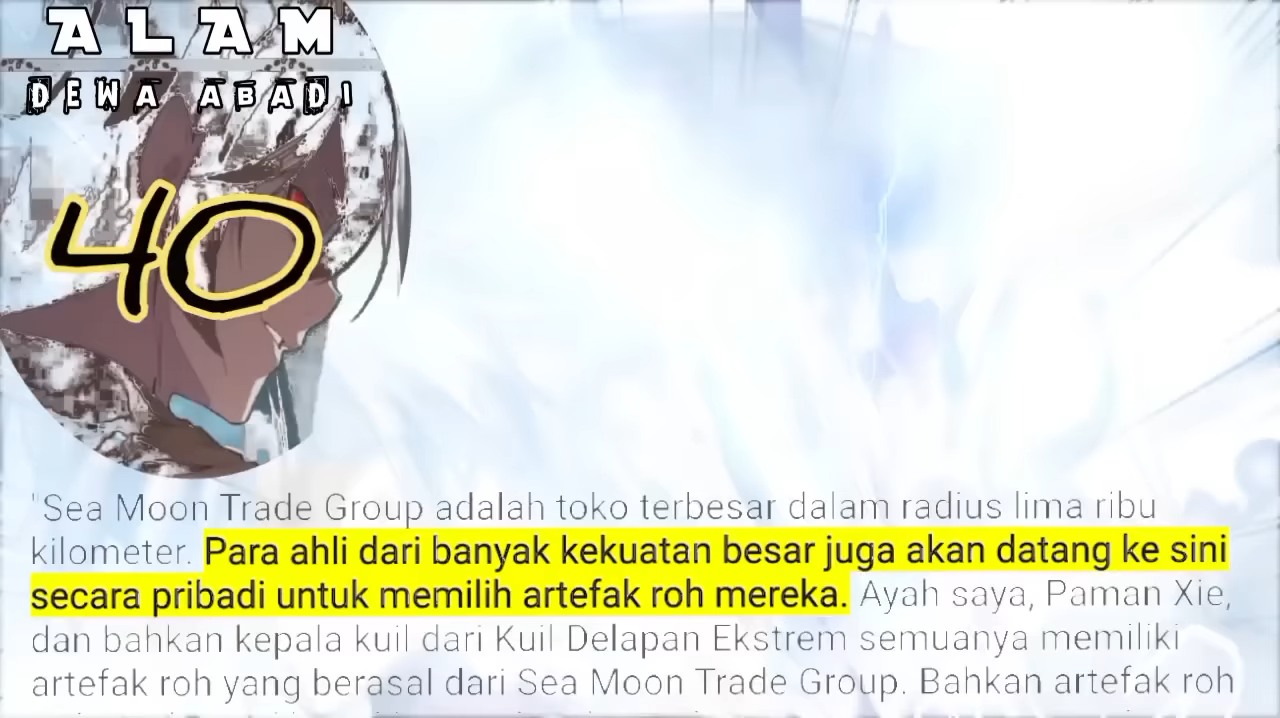 ALAM
DEWA ABADI
40
"Sea Moon Trade Group adalah toko terbesar dalam radius lima ribu
kilometer. Para ahli dari banyak kekuatan besar juga akan datang ke sini
secara pribadi untuk memilih artefak roh mereka. Ayah saya, Paman Xie,
dan bahkan kepala kuil dari Kuil Delapan Ekstrem semuanya memiliki
artefak roh yang berasal dari Sea Moon Trade Group. Bahkan artefak roh